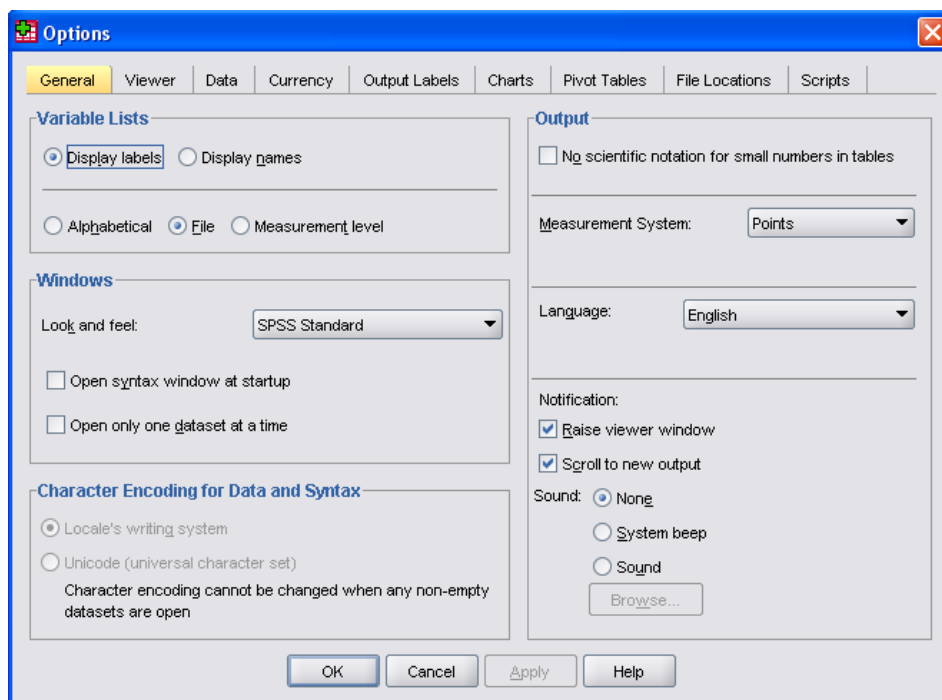 Options
General Viewer Data Currency Output Labels Charts Pivot Tables File Locations Scripts
Variable Lists
Display labels Display names
Alphabetical File Measurement level
Windows
Look and feel: SPSS Standard
Open syntax window at startup
Open only one dataset at a time
Character Encoding for Data and Syntax
Locale's writing system
Unicode (universal character set)
Character encoding cannot be changed when any non-empty
datasets are open
Output
No scientific notation for small numbers in tables
Measurement System: Points
Language: English
Notification:
Raise viewer window
Scroll to new output
Sound: None
System beep
Sound
Browse...
OK Cancel Apply Help